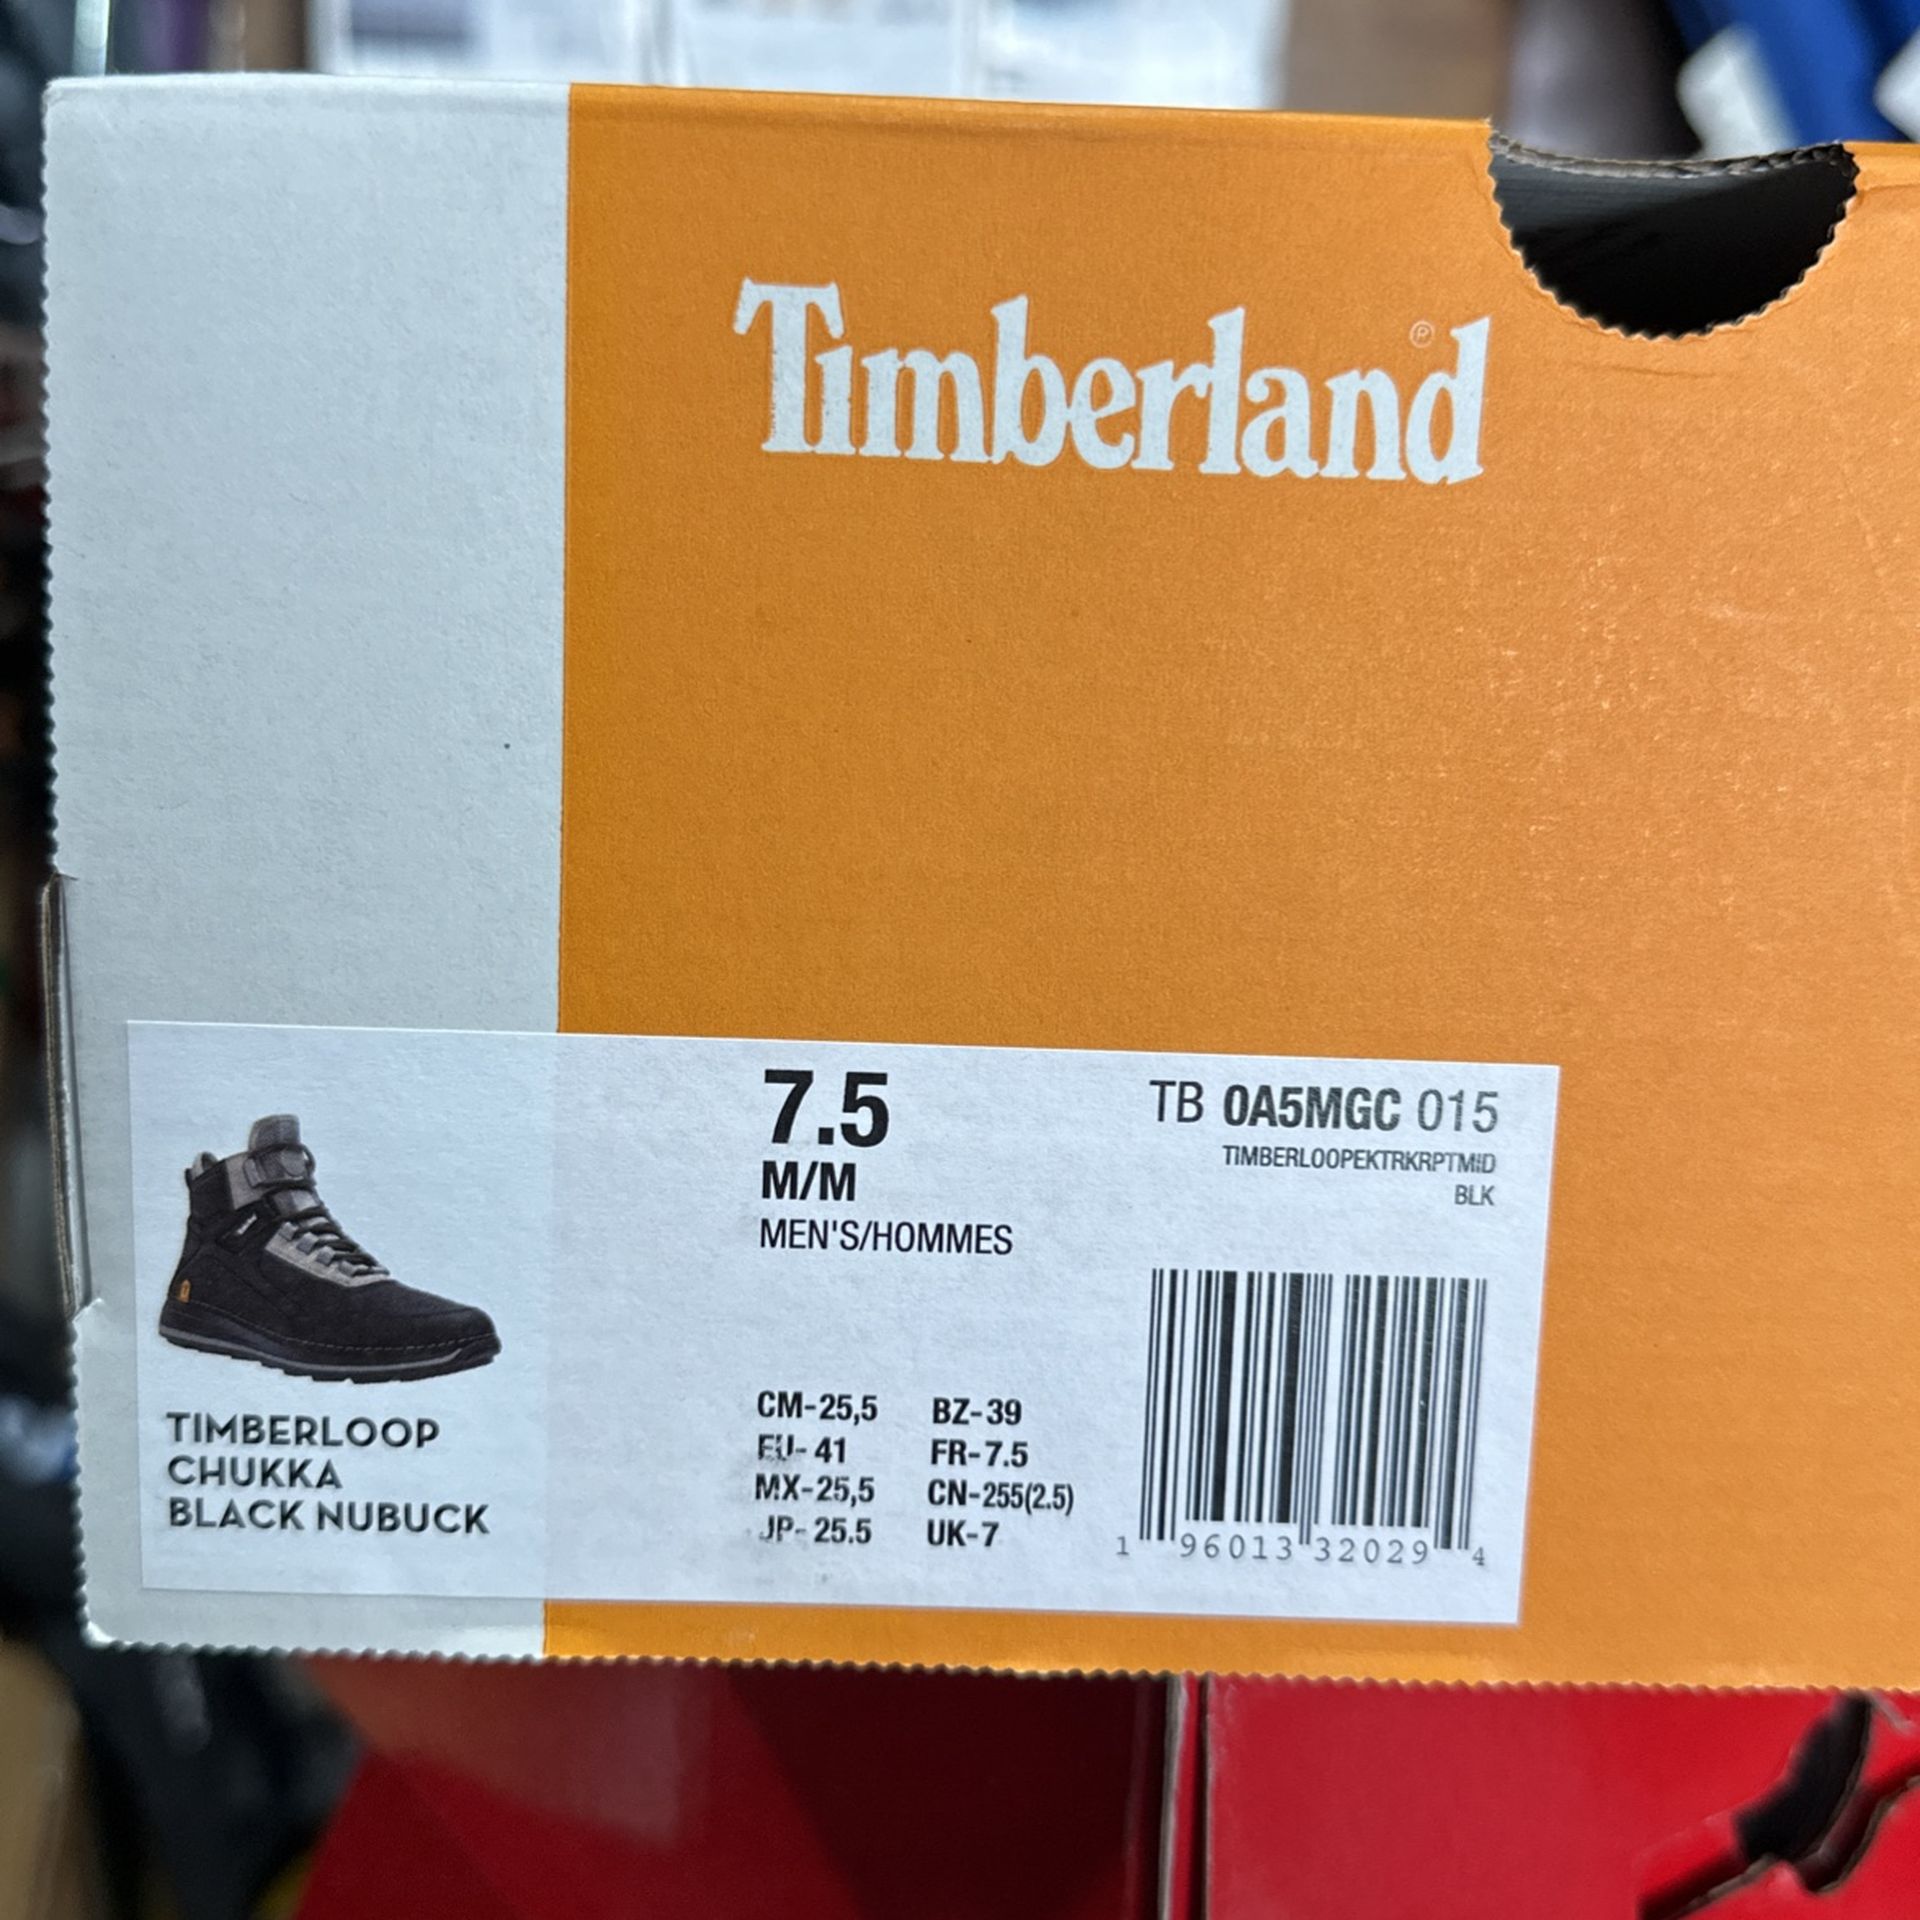 Timberland®
7.5
M/M
MEN'S/HOMMES
TB 0A5MGC 015
TIMBERLOOPEKTRKRPTMID
BLK
TIMBERLOOP
CHUKKA
BLACK NUBUCK
CM-25,5 BZ-39
EU-41 FR-7.5
MX-25,5 CN-255(2.5)
JP-25.5 UK-7
1 96013 32029 4